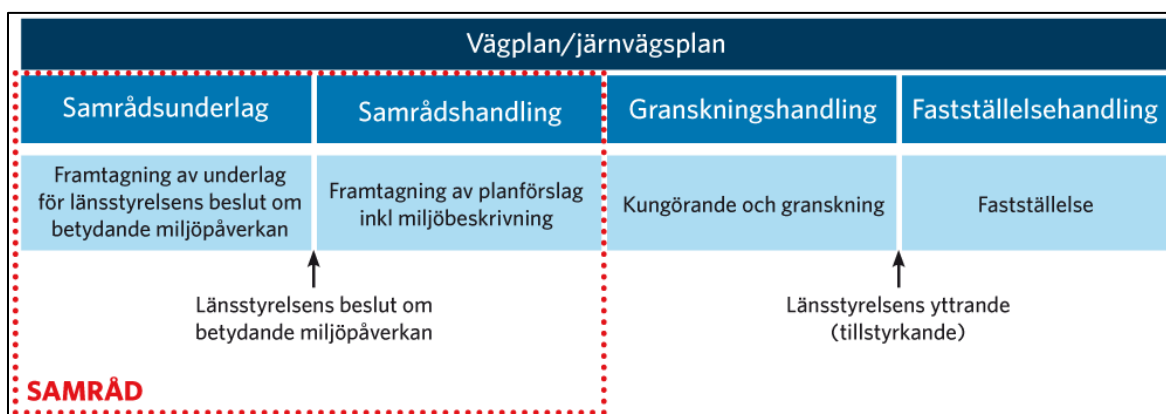 Vägplan/järnvägsplan
Samrådsunderlag
Samrådshandling
Granskningshandling
Fastställelsehandling
Framtagning av underlag
för länsstyrelsens beslut om
betydande miljöpåverkan
Framtagning av planförslag
inkl miljöbeskrivning
Kungörande och granskning
Fastställelse
Länsstyrelsens beslut om
betydande miljöpåverkan
Länsstyrelsens yttrande
(tillstyrkande)
SAMRÅD